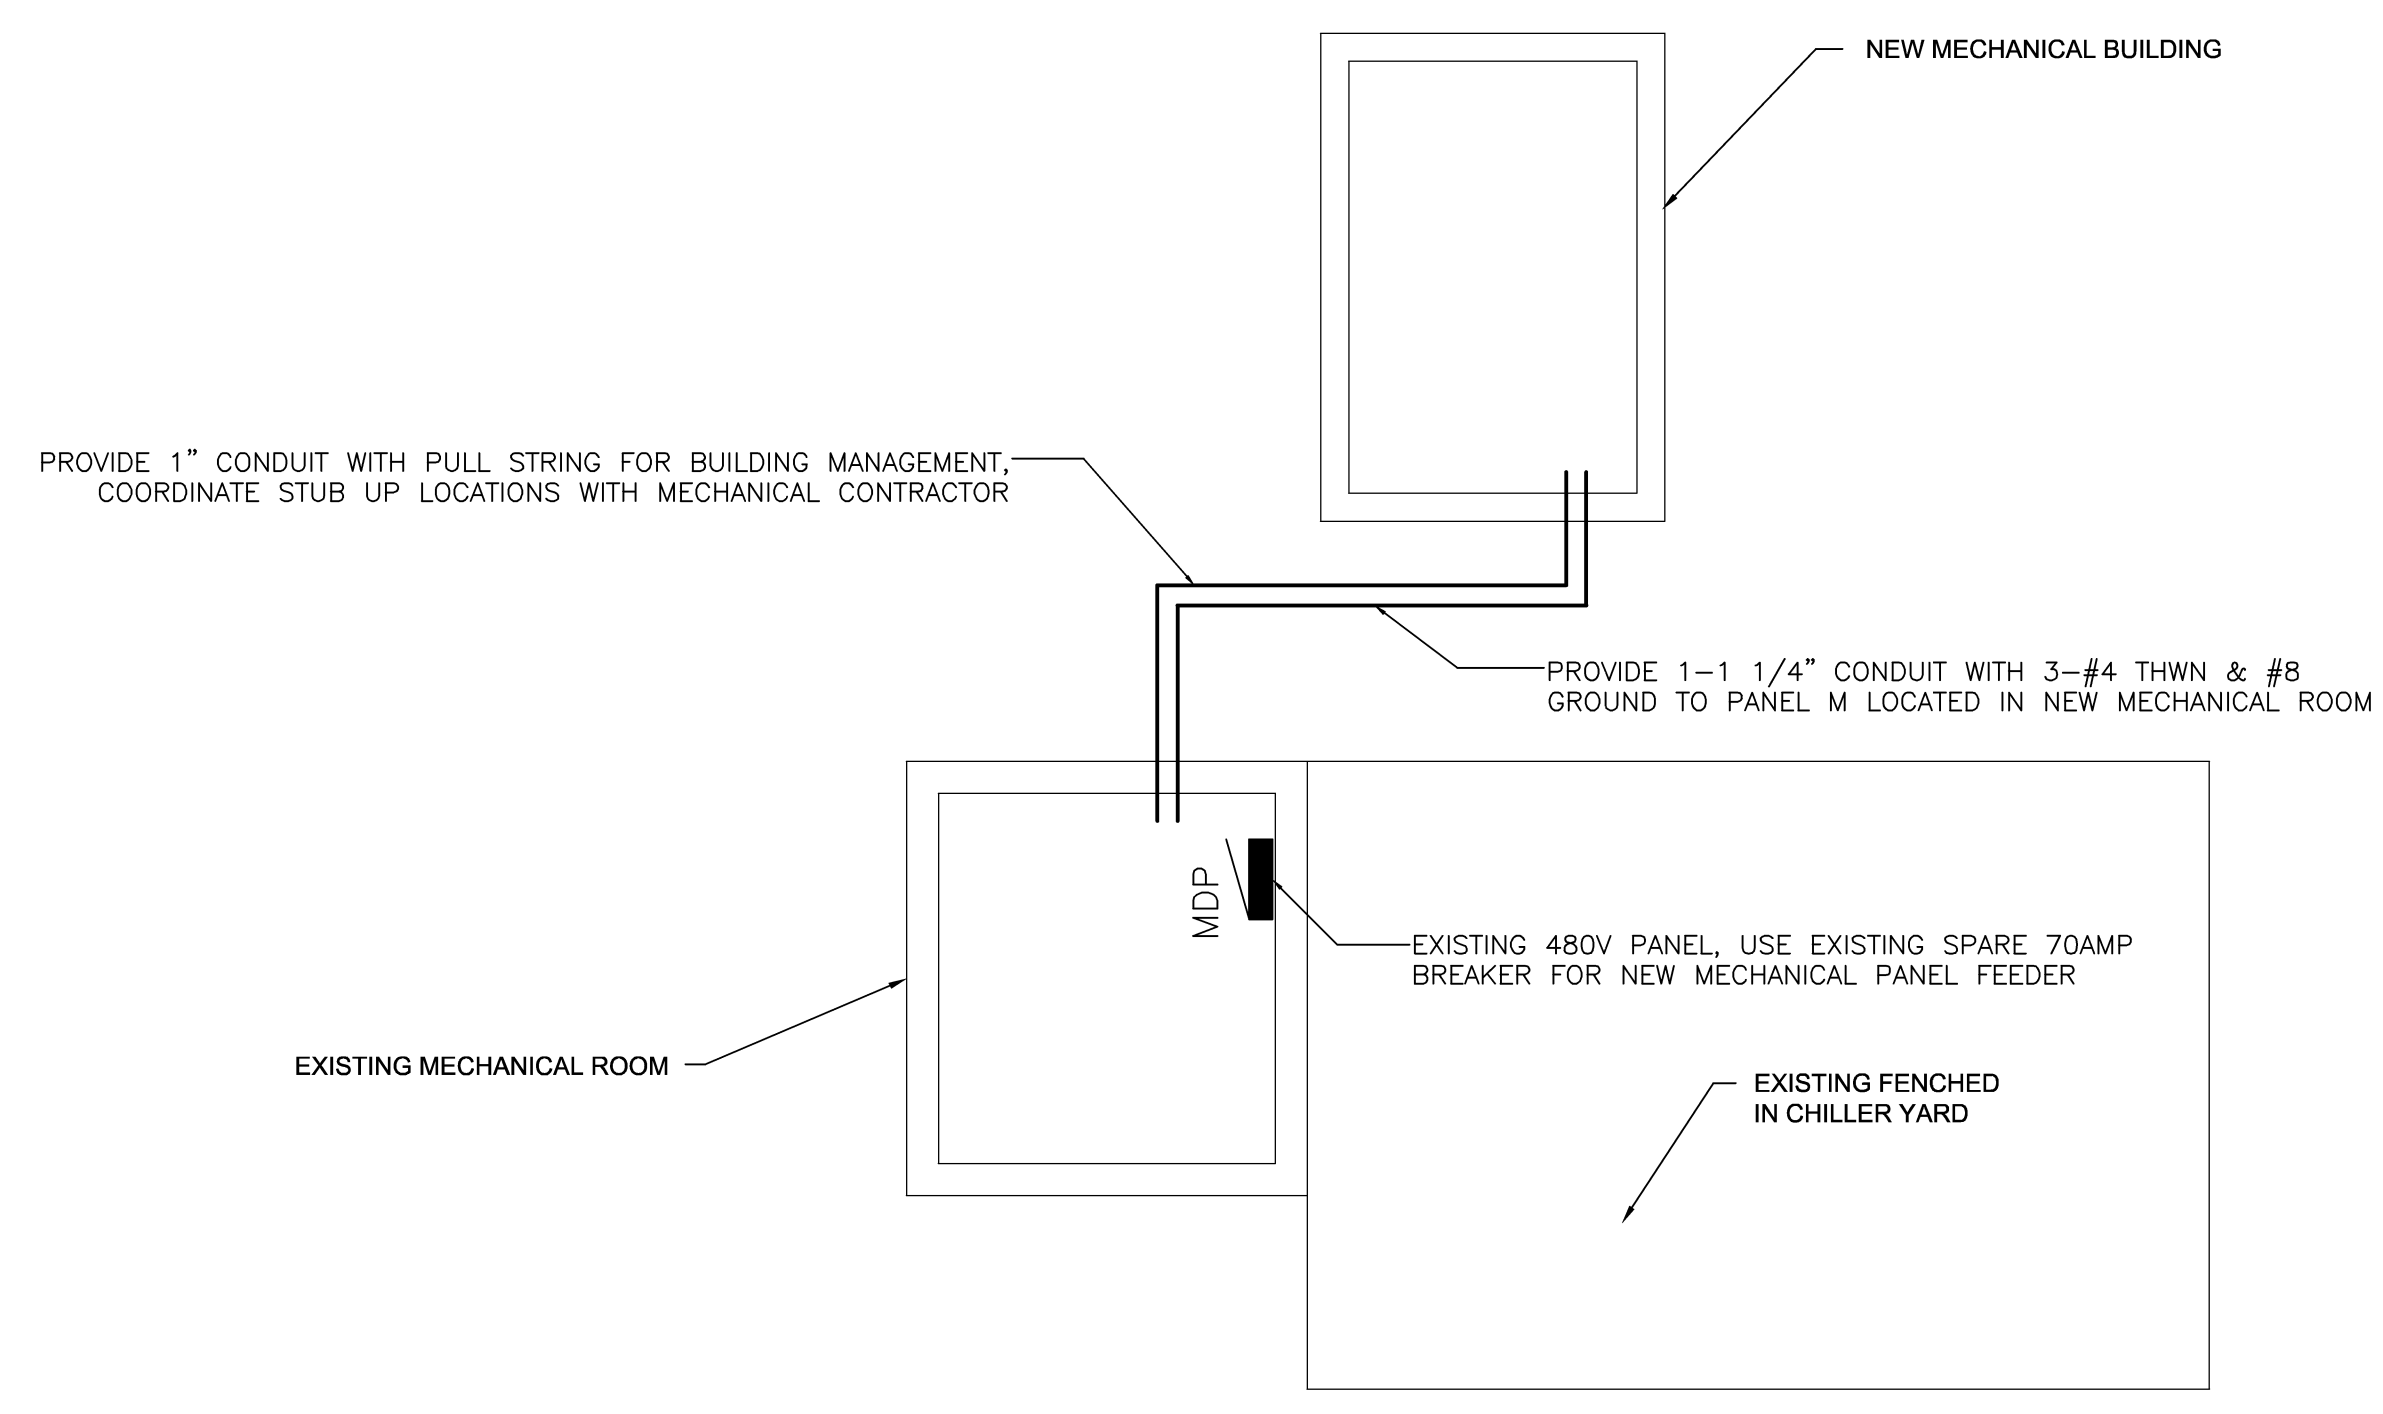 NEW MECHANICAL BUILDING
PROVIDE 1" CONDUIT WITH PULL STRING FOR BUILDING MANAGEMENT,
COORDINATE STUB UP LOCATIONS WITH MECHANICAL CONTRACTOR
PROVIDE 1-1 1/4" CONDUIT WITH 3-#4 THWN & #8
GROUND TO PANEL M LOCATED IN NEW MECHANICAL ROOM
MDP
EXISTING 480V PANEL, USE EXISTING SPARE 70AMP
BREAKER FOR NEW MECHANICAL PANEL FEEDER
EXISTING MECHANICAL ROOM
EXISTING FENCHED
IN CHILLER YARD